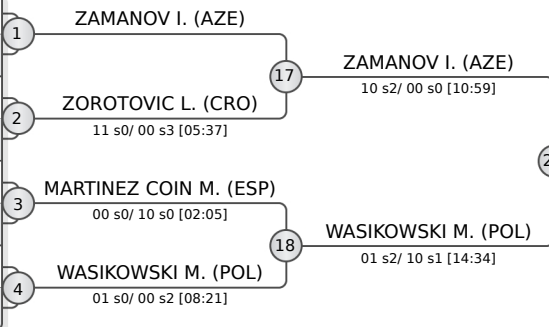 ZAMANOV I. (AZE)
1
17
ZAMANOV I. (AZE)
10 s2/ 00 s0 [10:59]
ZOROTOVIC L. (CRO)
2
11 s0/ 00 s3 [05:37]
MARTINEZ COIN M. (ESP)
3
00 s0/ 10 s0 [02:05]
18
WASIKOWSKI M. (POL)
01 s2/ 10 s1 [14:34]
WASIKOWSKI M. (POL)
4
01 s0/ 00 s2 [08:21]